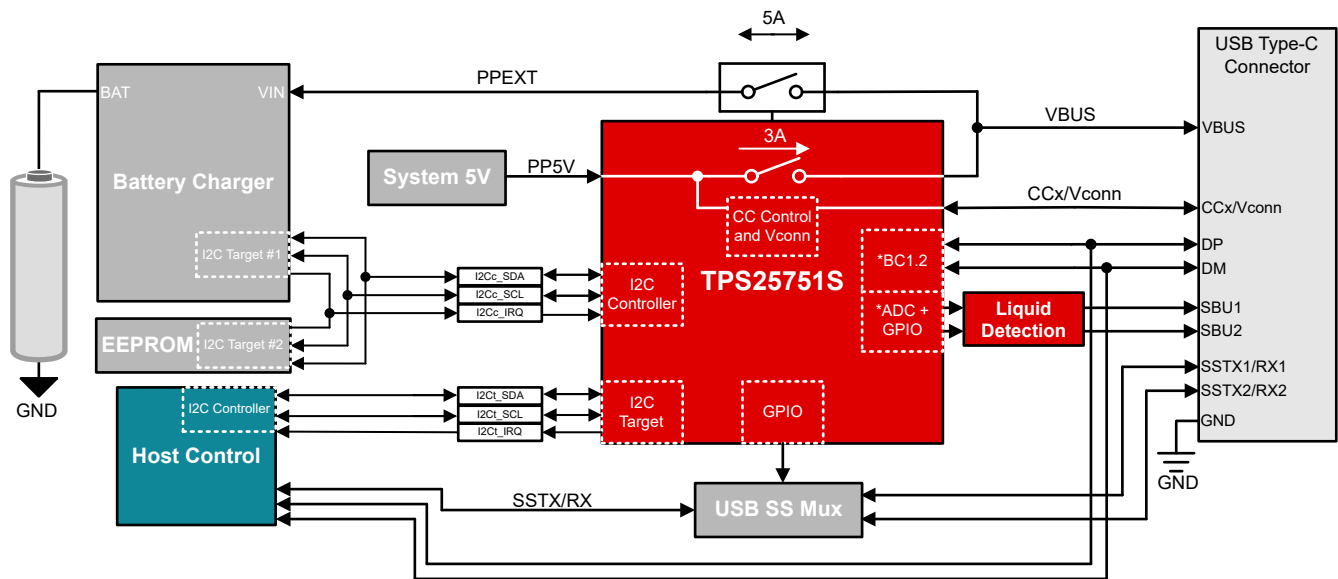 5A
USB Type-C
Connector
PPEXT
BAT
VIN
VBUS
VBUS
3A
Battery Charger
System 5V
PP5V
CCx/Vconn
CCx/Vconn
CC Control
and Vconn
I2C Target #1
DP
*BC1.2
DM
TPS25751S
I2Cc_SDA
I2Cc_SCL
I2Cc_IRQ
I2C
Controller
*ADC +
GPIO
Liquid
Detection
SBU1
SBU2
EEPROM
I2C Target #2
SSTX1/RX1
SSTX2/RX2
GND
I2C Controller
I2Ct_SDA
I2Ct_SCL
I2Ct_IRQ
I2C
Target
GPIO
GND
Host Control
GND
SSTX/RX
USB SS Mux